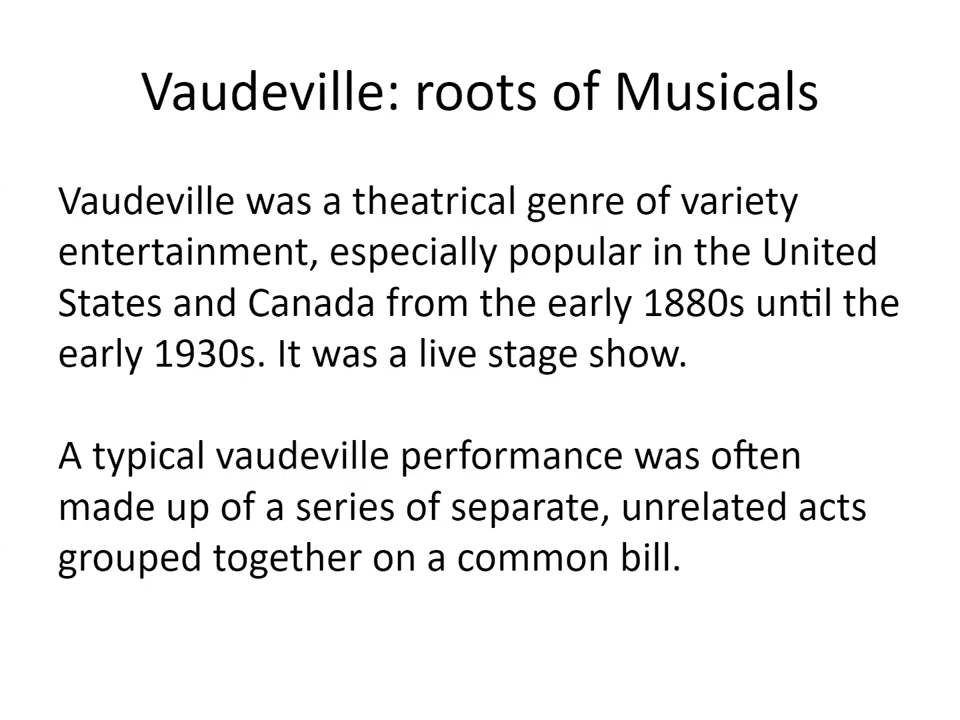 Vaudeville: roots of Musicals
Vaudeville was a theatrical genre of variety
entertainment, especially popular in the United
States and Canada from the early 1880s until the
early 1930s. It was a live stage show.
A typical vaudeville performance was often
made up of a series of separate, unrelated acts
grouped together on a common bill.